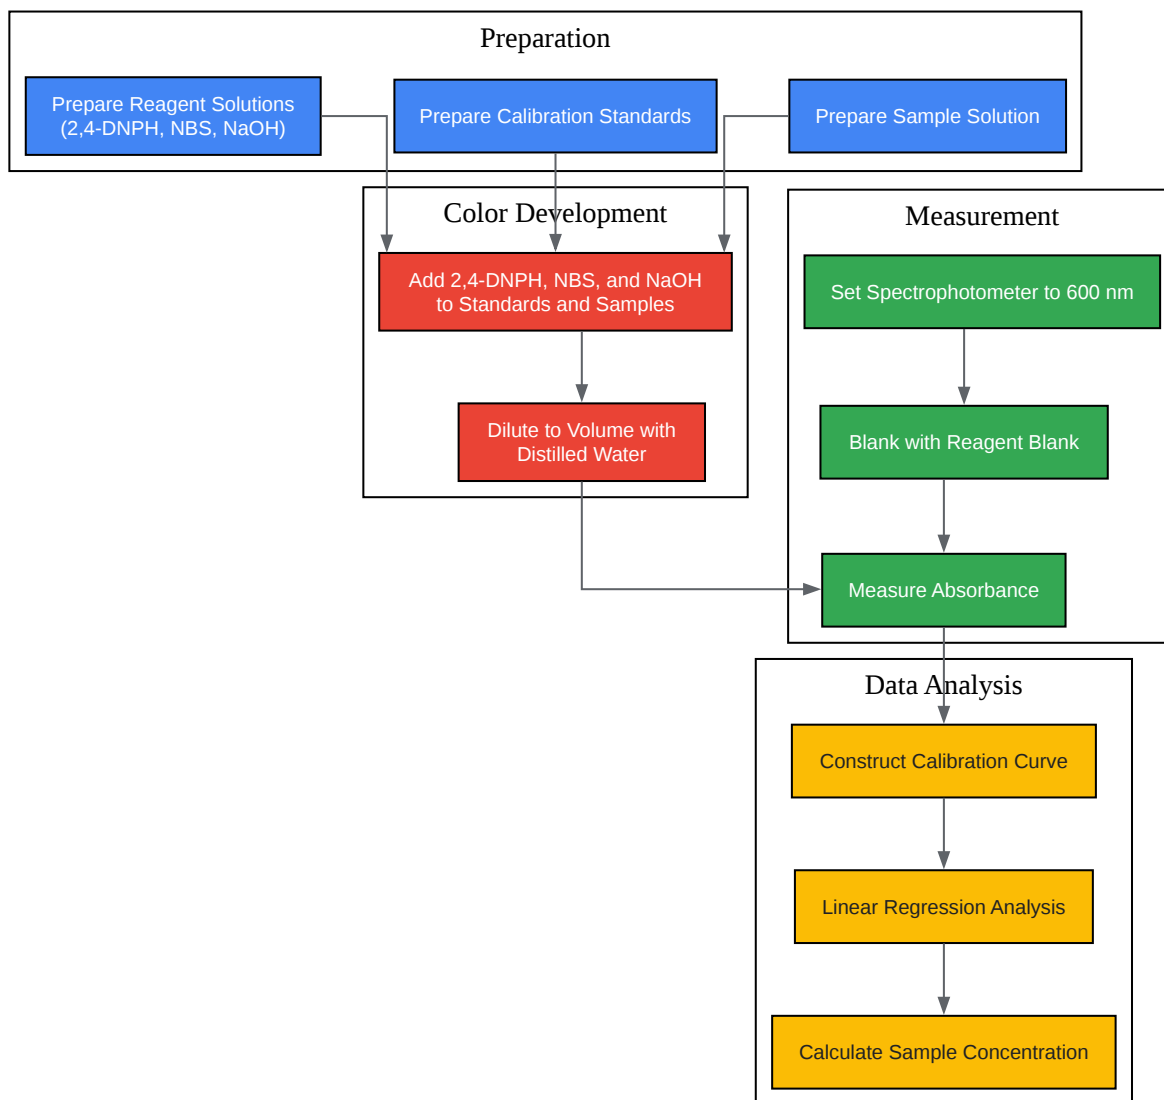 Preparation
Prepare Reagent Solutions
(2,4-DNPH, NBS, NaOH)
Prepare Calibration Standards
Prepare Sample Solution
Color Development
Add 2,4-DNPH, NBS, and NaOH
to Standards and Samples
Dilute to Volume with
Distilled Water
Measurement
Set Spectrophotometer to 600 nm
Blank with Reagent Blank
Measure Absorbance
Data Analysis
Construct Calibration Curve
Linear Regression Analysis
Calculate Sample Concentration